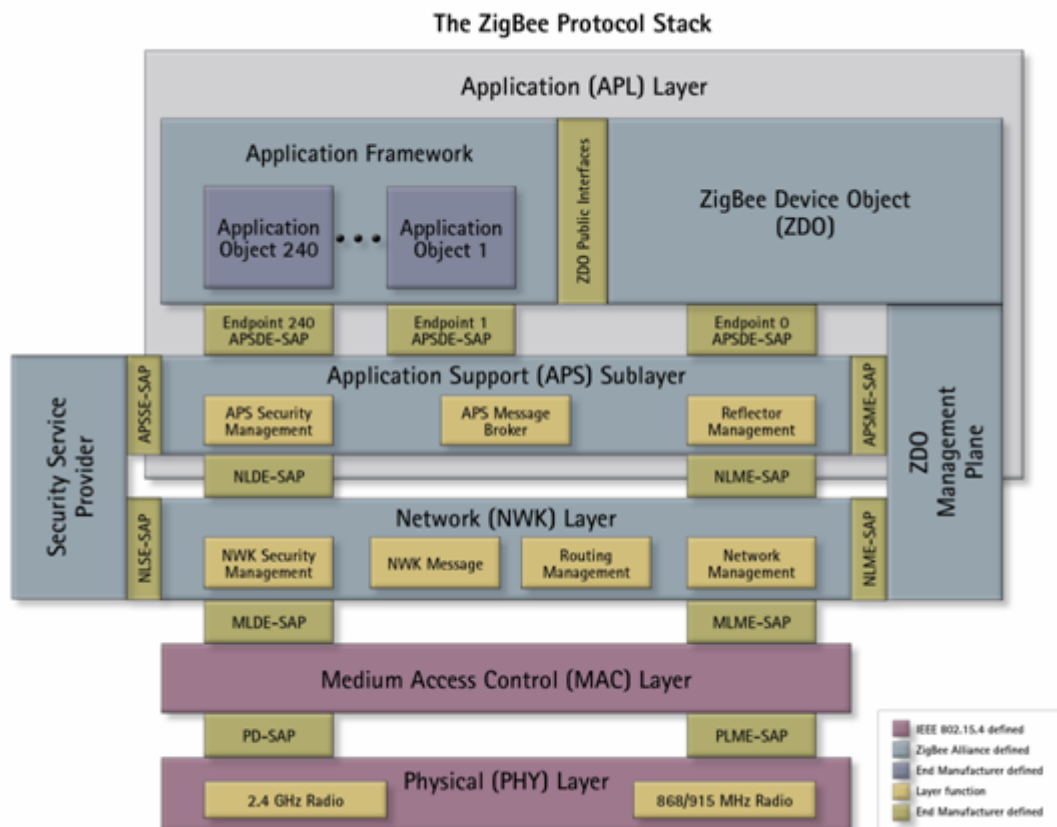 The ZigBee Protocol Stack
Application (APL) Layer
Application Framework
Application
Object 240
Application
Object 1
ZDO Public Interfaces
ZigBee Device Object
(ZDO)
Endpoint 240
APSDE-SAP
Endpoint 1
APSDE-SAP
Endpoint 0
APSDE-SAP
Security Service
Provider
APSSE-SAP
Application Support (APS) Sublayer
APS Security
Management
APS Message
Broker
Reflector
Management
APSME-SAP
ZDO
Management
Plane
NLDE-SAP
NLME-SAP
NLSE-SAP
Network (NWK) Layer
NWK Security
Management
NWK Message
Routing
Management
Network
Management
NLME-SAP
MLDE-SAP
MLME-SAP
Medium Access Control (MAC) Layer
PD-SAP
PLME-SAP
Physical (PHY) Layer
2.4 GHz Radio
868/915 MHz Radio
IEEE 802.15.4 defined
ZigBee Alliance defined
End Manufacturer defined
Layer function
End Manufacturer defined